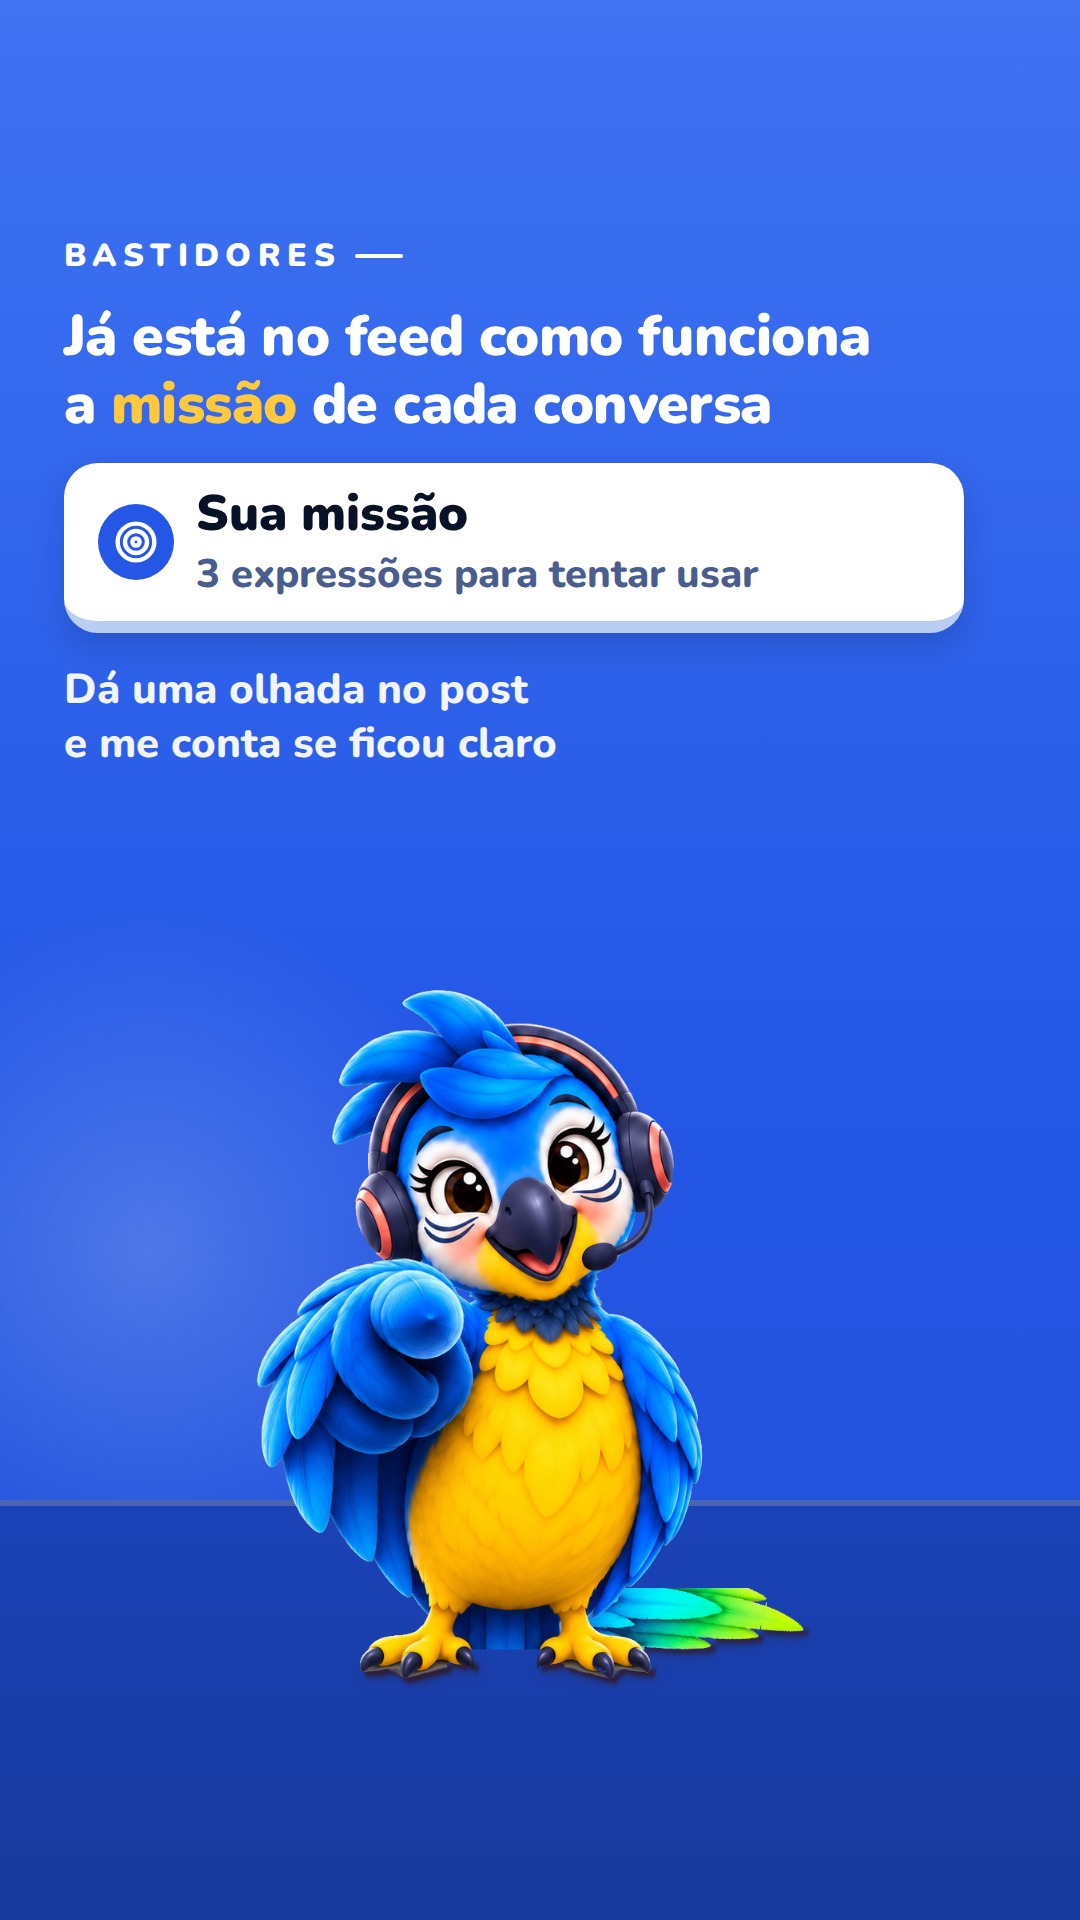 BASTIDORES —
Já está no feed como funciona
a missão de cada conversa
Sua missão
3 expressões para tentar usar
Dá uma olhada no post
e me conta se ficou claro